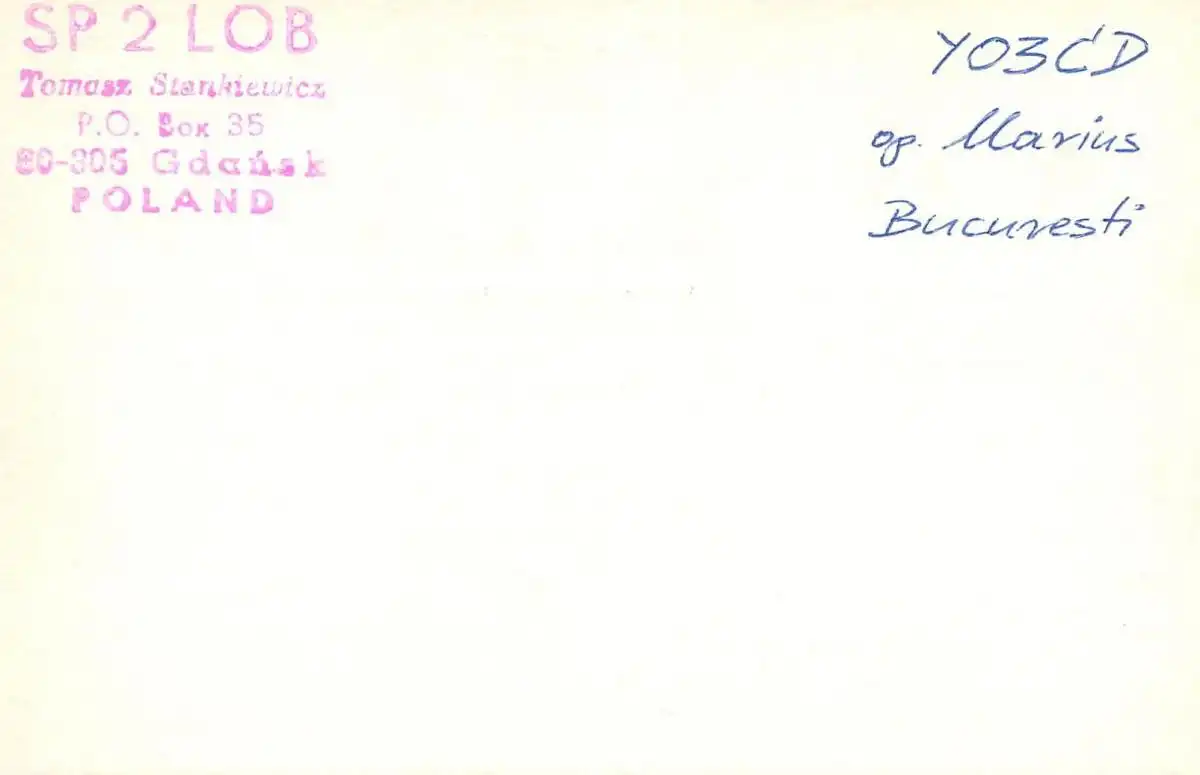 SP 2 LOB
Tomasz Stankiewicz
P.O. Box 35
80-305 Gdańsk
POLAND
YO3CD
op. Marius
Bucuresti